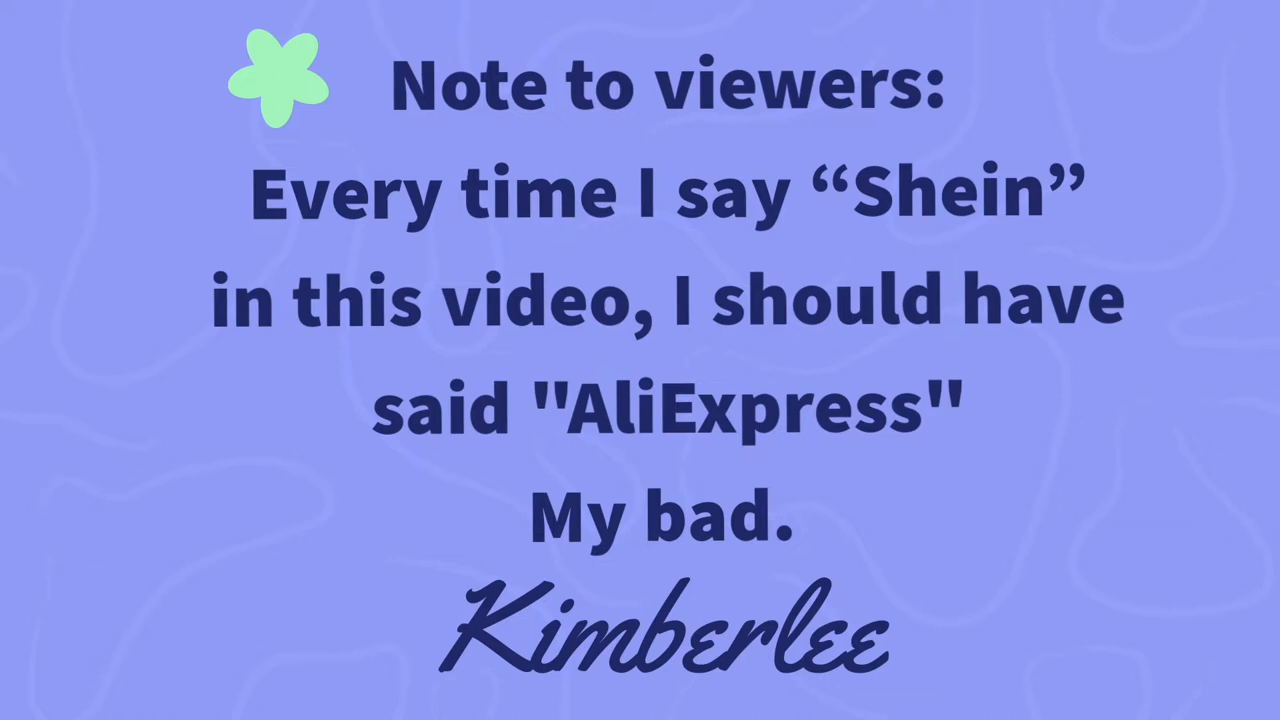 Note to viewers:
Every time I say “Shein”
in this video, I should have
said "AliExpress"
My bad.
Kimberlee